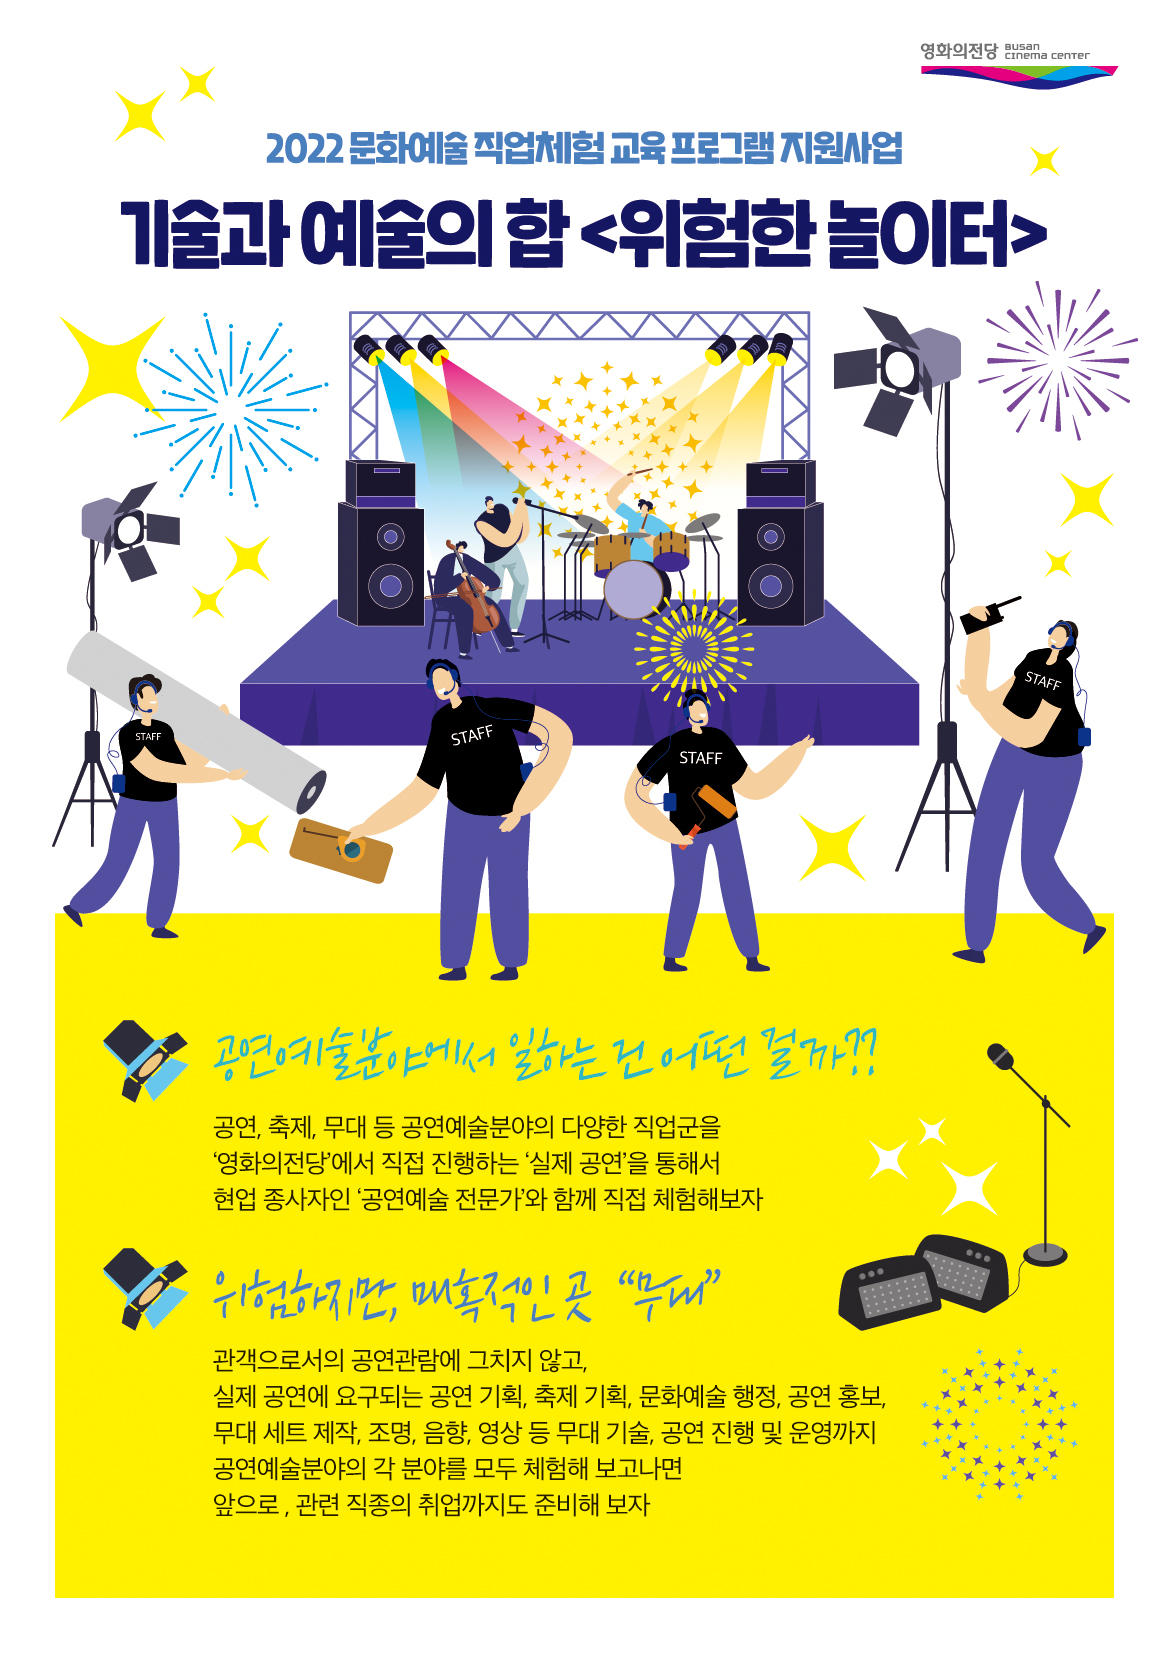 영화의전당 BUSAN CINEMA CENTER
2022 문화예술 직업체험 교육 프로그램 지원사업
기술과 예술의 합 <위험한 놀이터>
STAFF
STAFF
STAFF
STAFF
공연예술분야에서 일하는 건 어떤 걸까??
공연, 축제, 무대 등 공연예술분야의 다양한 직업군을
‘영화의전당’에서 직접 진행하는 ‘실제 공연’을 통해서
현업 종사자인 ‘공연예술 전문가’와 함께 직접 체험해보자
위험하지만, 매혹적인 곳 “무대”
관객으로서의 공연관람에 그치지 않고,
실제 공연에 요구되는 공연 기획, 축제 기획, 문화예술 행정, 공연 홍보,
무대 세트 제작, 조명, 음향, 영상 등 무대 기술, 공연 진행 및 운영까지
공연예술분야의 각 분야를 모두 체험해 보고나면
앞으로 , 관련 직종의 취업까지도 준비해 보자